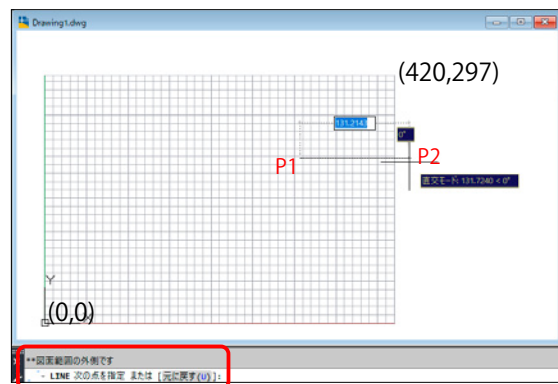 Drawing1.dwg
(420,297)
131.2143
0°
P1
P2
直交モード: 131.7240 < 0°
Y
(0,0)
X
**図面範囲の外側です
LINE 次の点を指定 または [元に戻す(U)]: